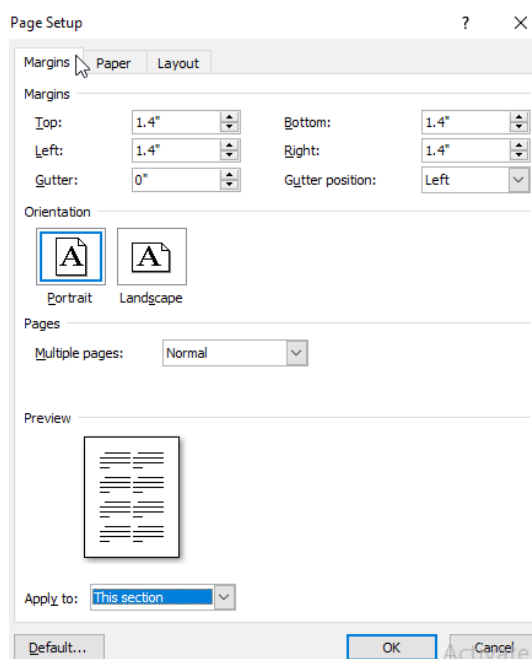 Page Setup ? ×
Margins Paper Layout
Margins
Top: 1.4" Bottom: 1.4"
Left: 1.4" Right: 1.4"
Gutter: 0" Gutter position: Left
Orientation
A A
Portrait Landscape
Pages
Multiple pages: Normal
Preview
Apply to: This section
Default... OK Cancel
Activate